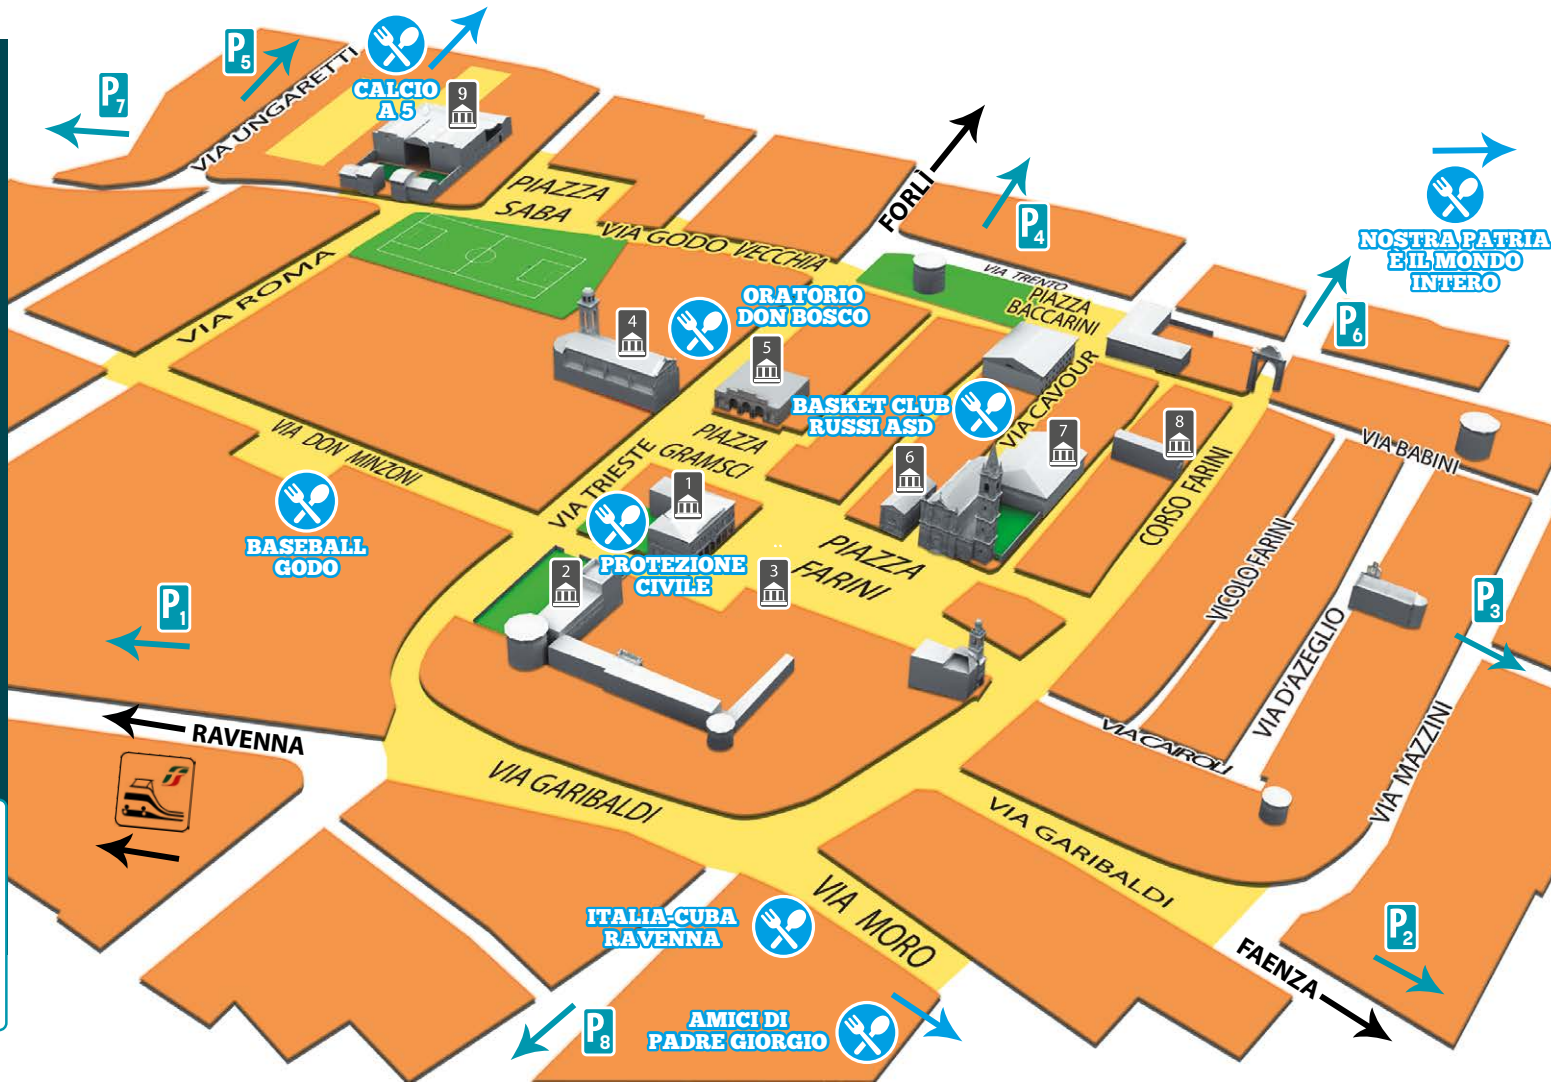 P5
P7
VIA UNGARETTI
CALCIO
A 5
9
PIAZZA
SABA
FORLÌ
P4
NOSTRA PATRIA
E IL MONDO
INTERO
VIA GODO VECCHIA
VIA TRENTO
PIAZZA
BACCARINI
P6
VIA ROMA
ORATORIO
DON BOSCO
4
5
BASKET CLUB
RUSSI ASD
VIA CAVOUR
8
7
6
VIA BABINI
VIA DON MINZONI
VIA TRIESTE
PIAZZA
GRAMSCI
CORSO FARINI
1
BASEBALL
GODO
PROTEZIONE
CIVILE
2
3
PIAZZA
FARINI
VICOLO FARINI
P1
P3
VIA D'AZEGLIO
RAVENNA
VIA CAIROLI
VIA MAZZINI
VIA GARIBALDI
VIA GARIBALDI
VIA MORO
ITALIA-CUBA
RAVENNA
P2
FAENZA
P8
AMICI DI
PADRE GIORGIO